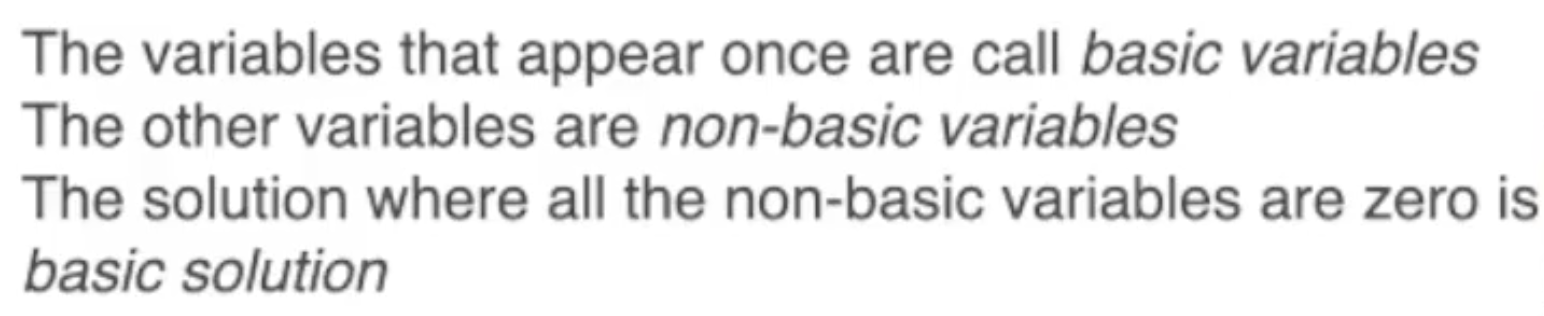 The variables that appear once are call basic variables
The other variables are non-basic variables
The solution where all the non-basic variables are zero is
basic solution